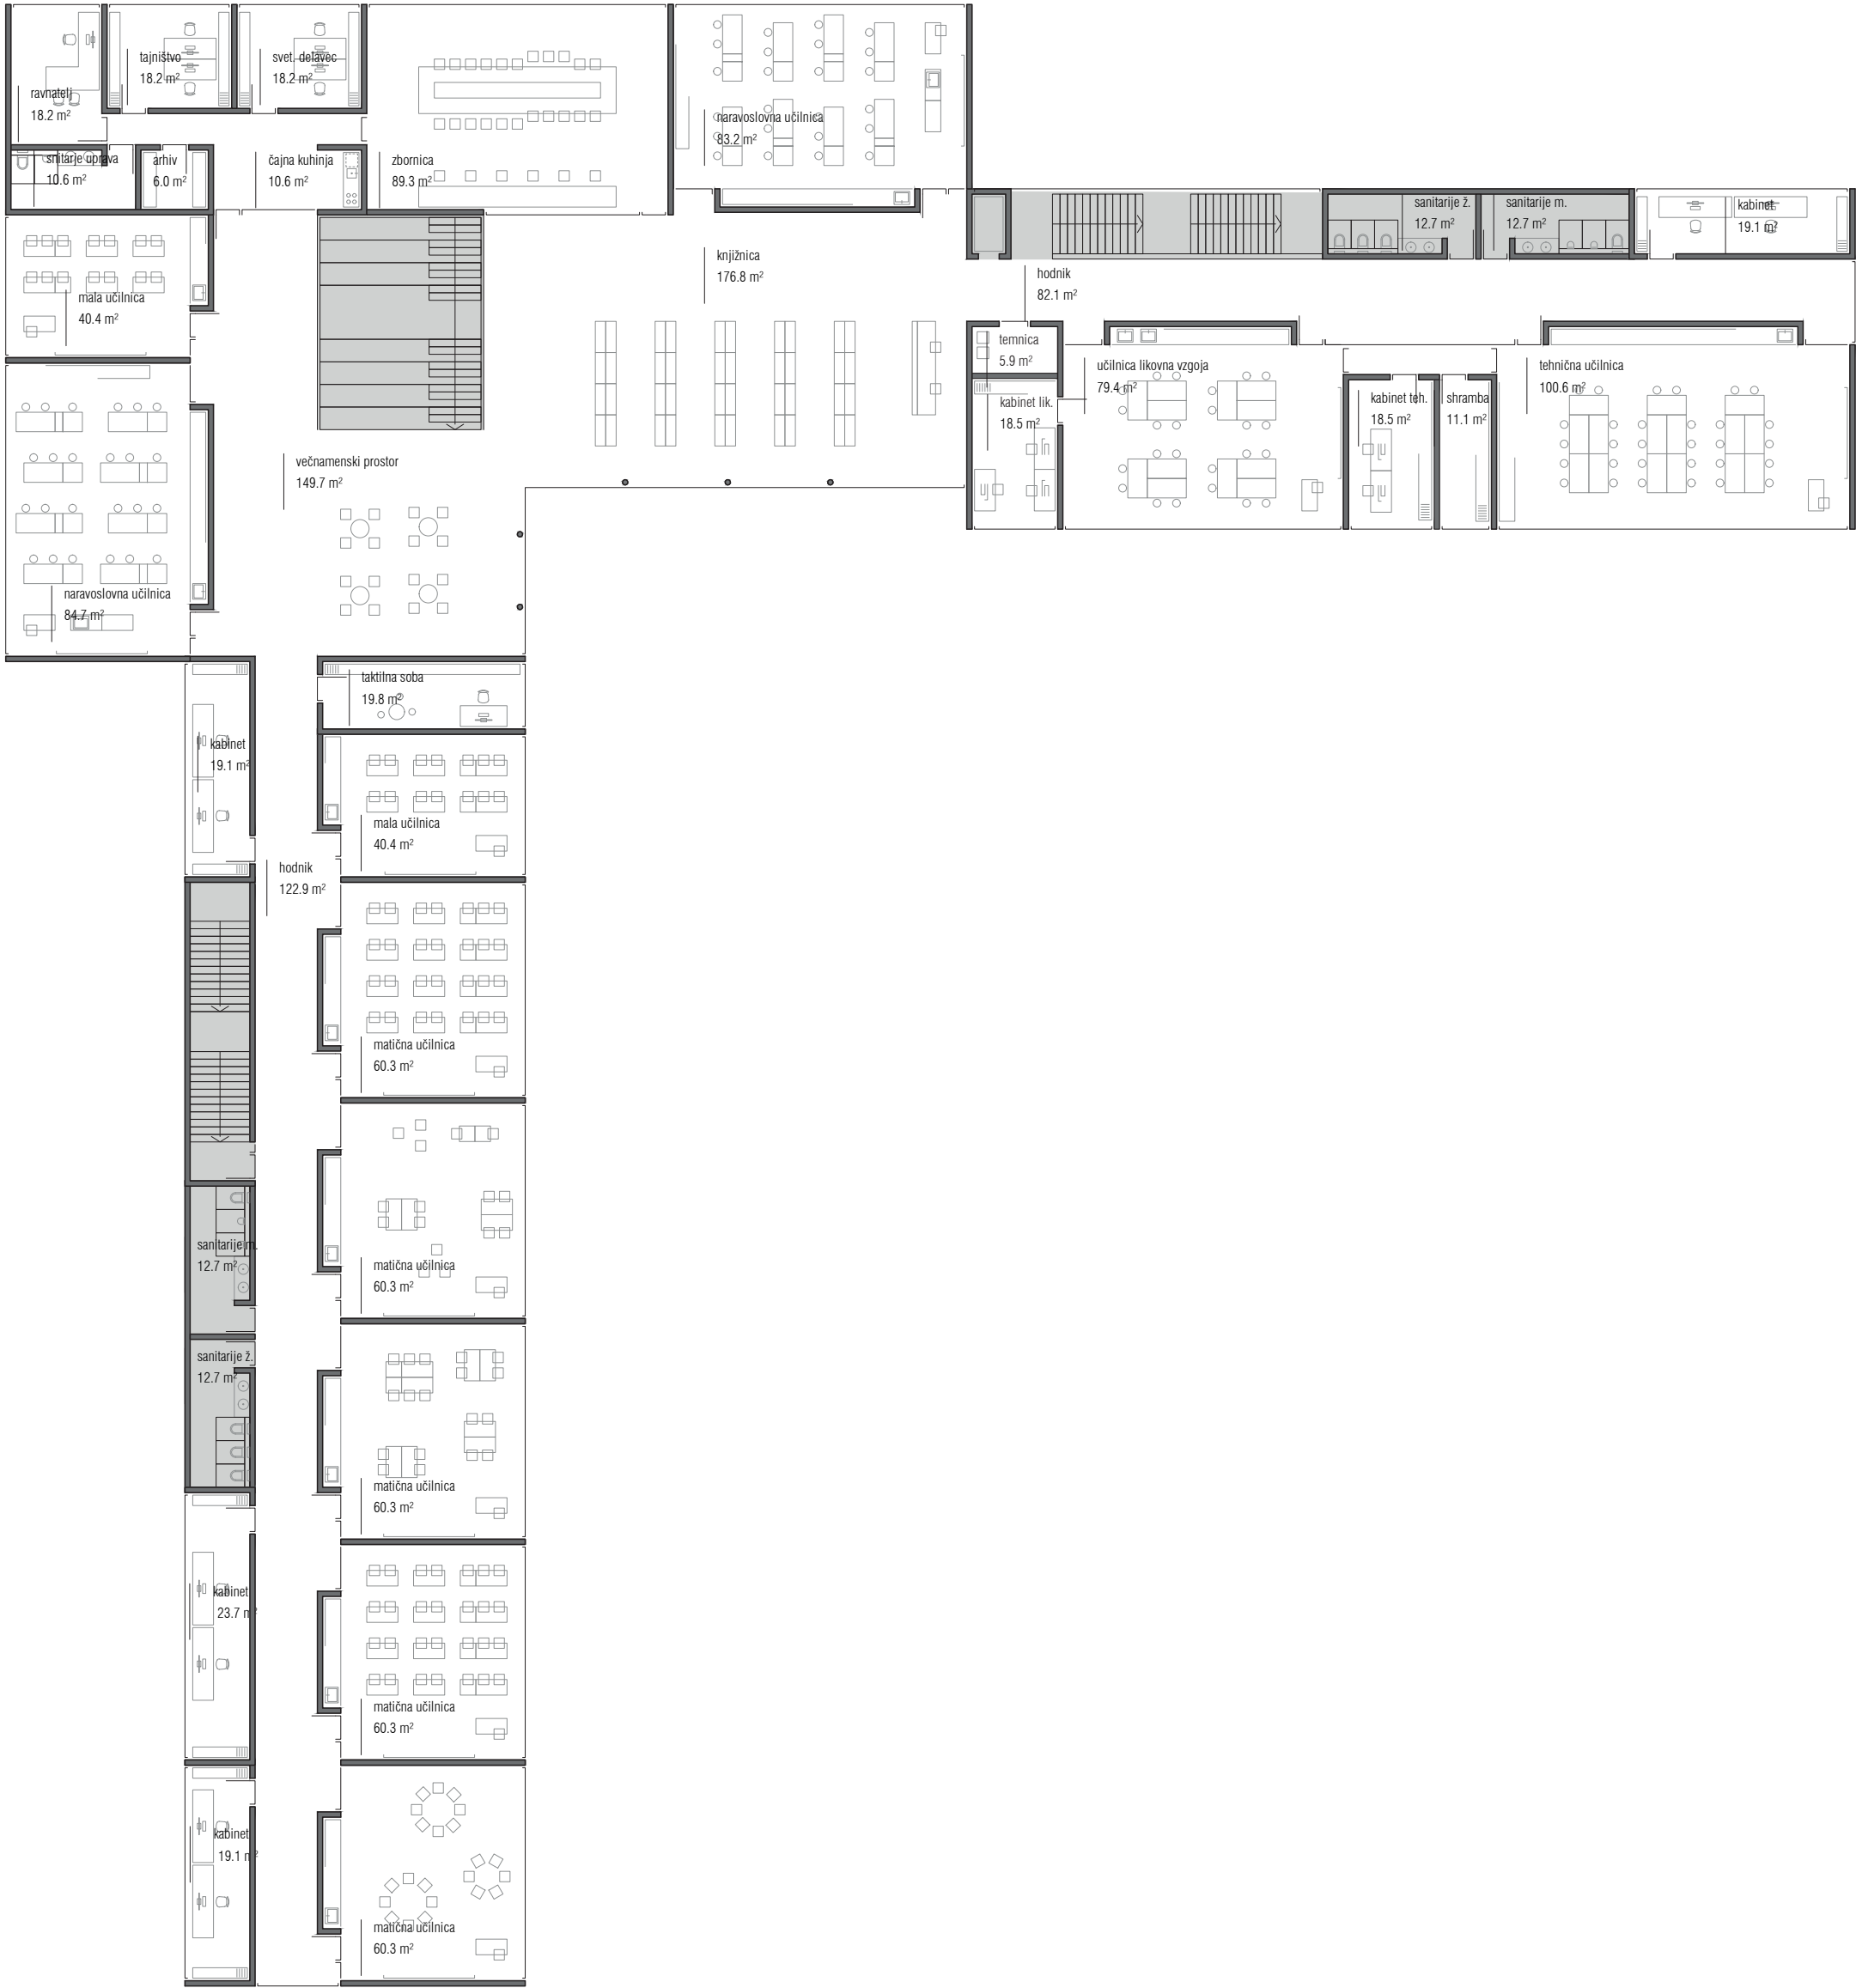 tajništvo
18.2 m²
svet. delavec
18.2 m²
ravnatelj
18.2 m²
naravoslovna učilnica
83.2 m²
snitarje uprava
10.6 m²
arhiv
6.0 m²
čajna kuhinja
10.6 m²
zbornica
89.3 m²
sanitarije ž.
12.7 m²
sanitarije m.
12.7 m²
kabinet
19.1 m²
knjižnica
176.8 m²
hodnik
82.1 m²
mala učilnica
40.4 m²
temnica
5.9 m²
učilnica likovna vzgoja
79.4 m²
tehnična učilnica
100.6 m²
kabinet lik.
18.5 m²
kabinet teh.
18.5 m²
shramba
11.1 m²
večnamenski prostor
149.7 m²
naravoslovna učilnica
84.7 m²
taktilna soba
19.8 m²
kabinet
19.1 m²
mala učilnica
40.4 m²
hodnik
122.9 m²
matična učilnica
60.3 m²
sanitarije m.
12.7 m²
matična učilnica
60.3 m²
sanitarije ž.
12.7 m²
matična učilnica
60.3 m²
kabinet
23.7 m²
matična učilnica
60.3 m²
kabinet
19.1 m²
matična učilnica
60.3 m²